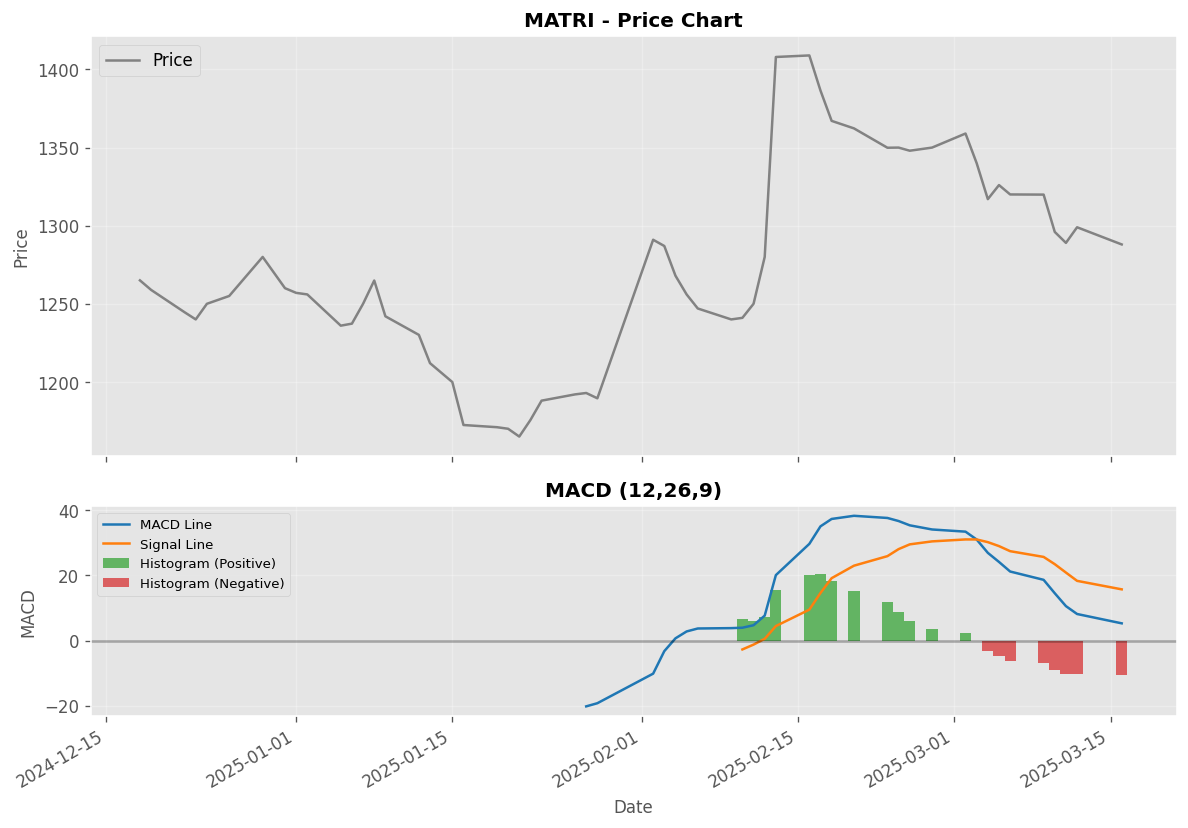 MATRI - Price Chart
Price
1400
1350
1300
1250
1200
Price
MACD (12,26,9)
MACD Line
Signal Line
Histogram (Positive)
Histogram (Negative)
40
20
0
−20
MACD
2024-12-15
2025-01-01
2025-01-15
2025-02-01
2025-02-15
2025-03-01
2025-03-15
Date